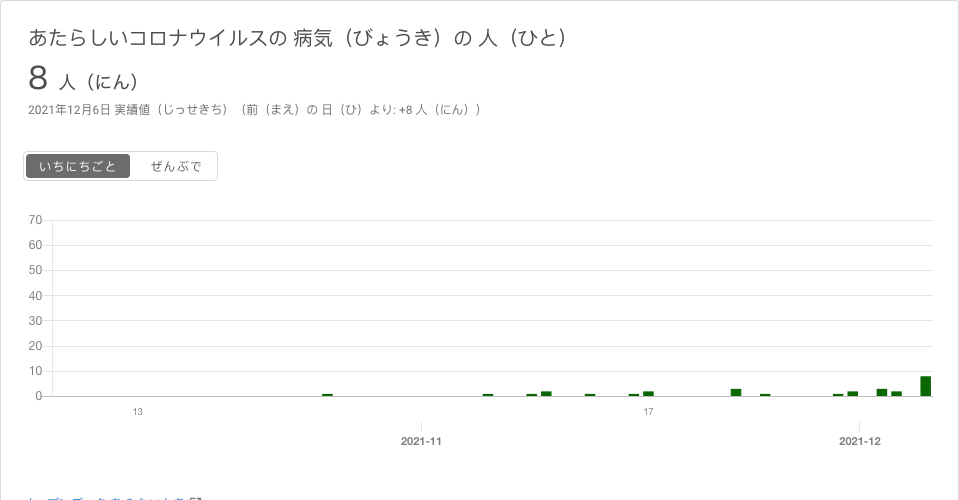 あたらしいコロナウイルスの 病気（びょうき）の 人（ひと）
8 人（にん）
2021年12月6日 実績値（じっせきち）（前（まえ）の 日（ひ）より: +8 人（にん））
いちにちごと ぜんぶで
70
60
50
40
30
20
10
0
13 17
2021-11 2021-12